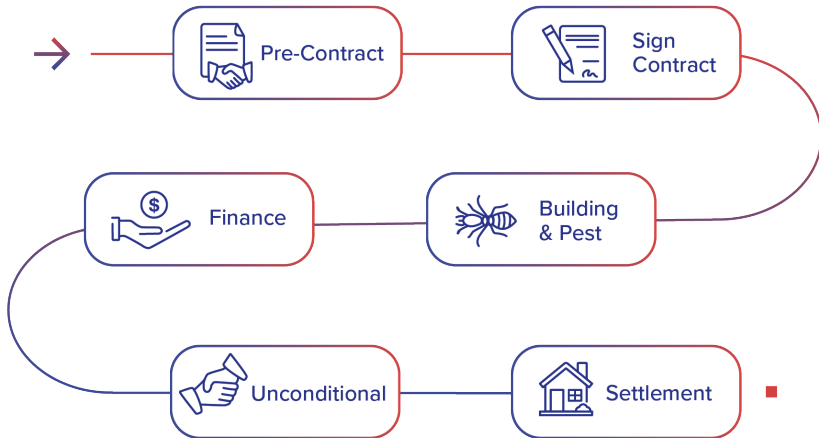 Pre-Contract
Sign
Contract
Building
& Pest
$
Finance
Unconditional
Settlement